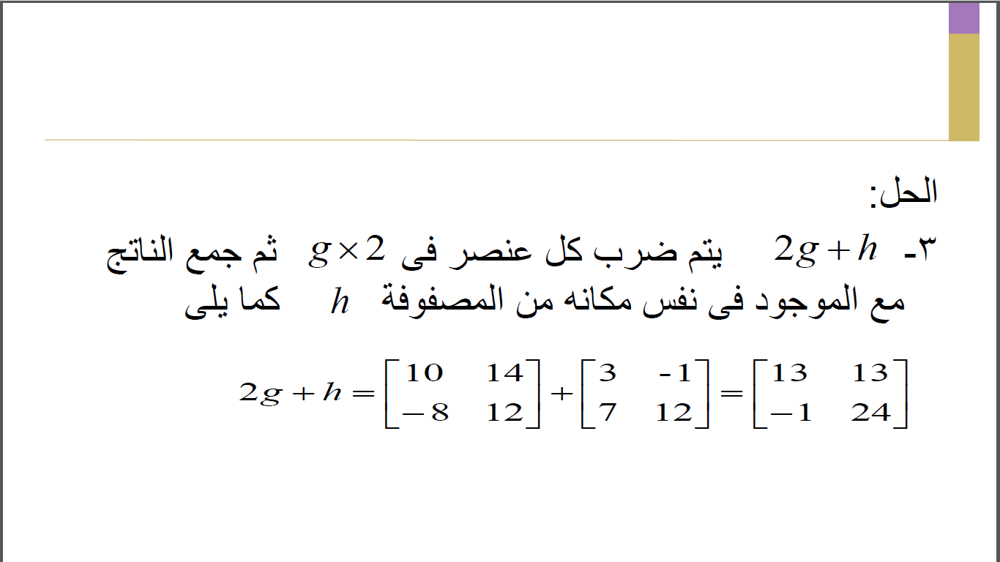 الحل:
٣- 2g + h يتم ضرب كل عنصر فى g × 2 ثم جمع الناتج
مع الموجود فى نفس مكانه من المصفوفة h كما يلى
2g + h = [10 14; −8 12] + [3 -1; 7 12] = [13 13; −1 24]